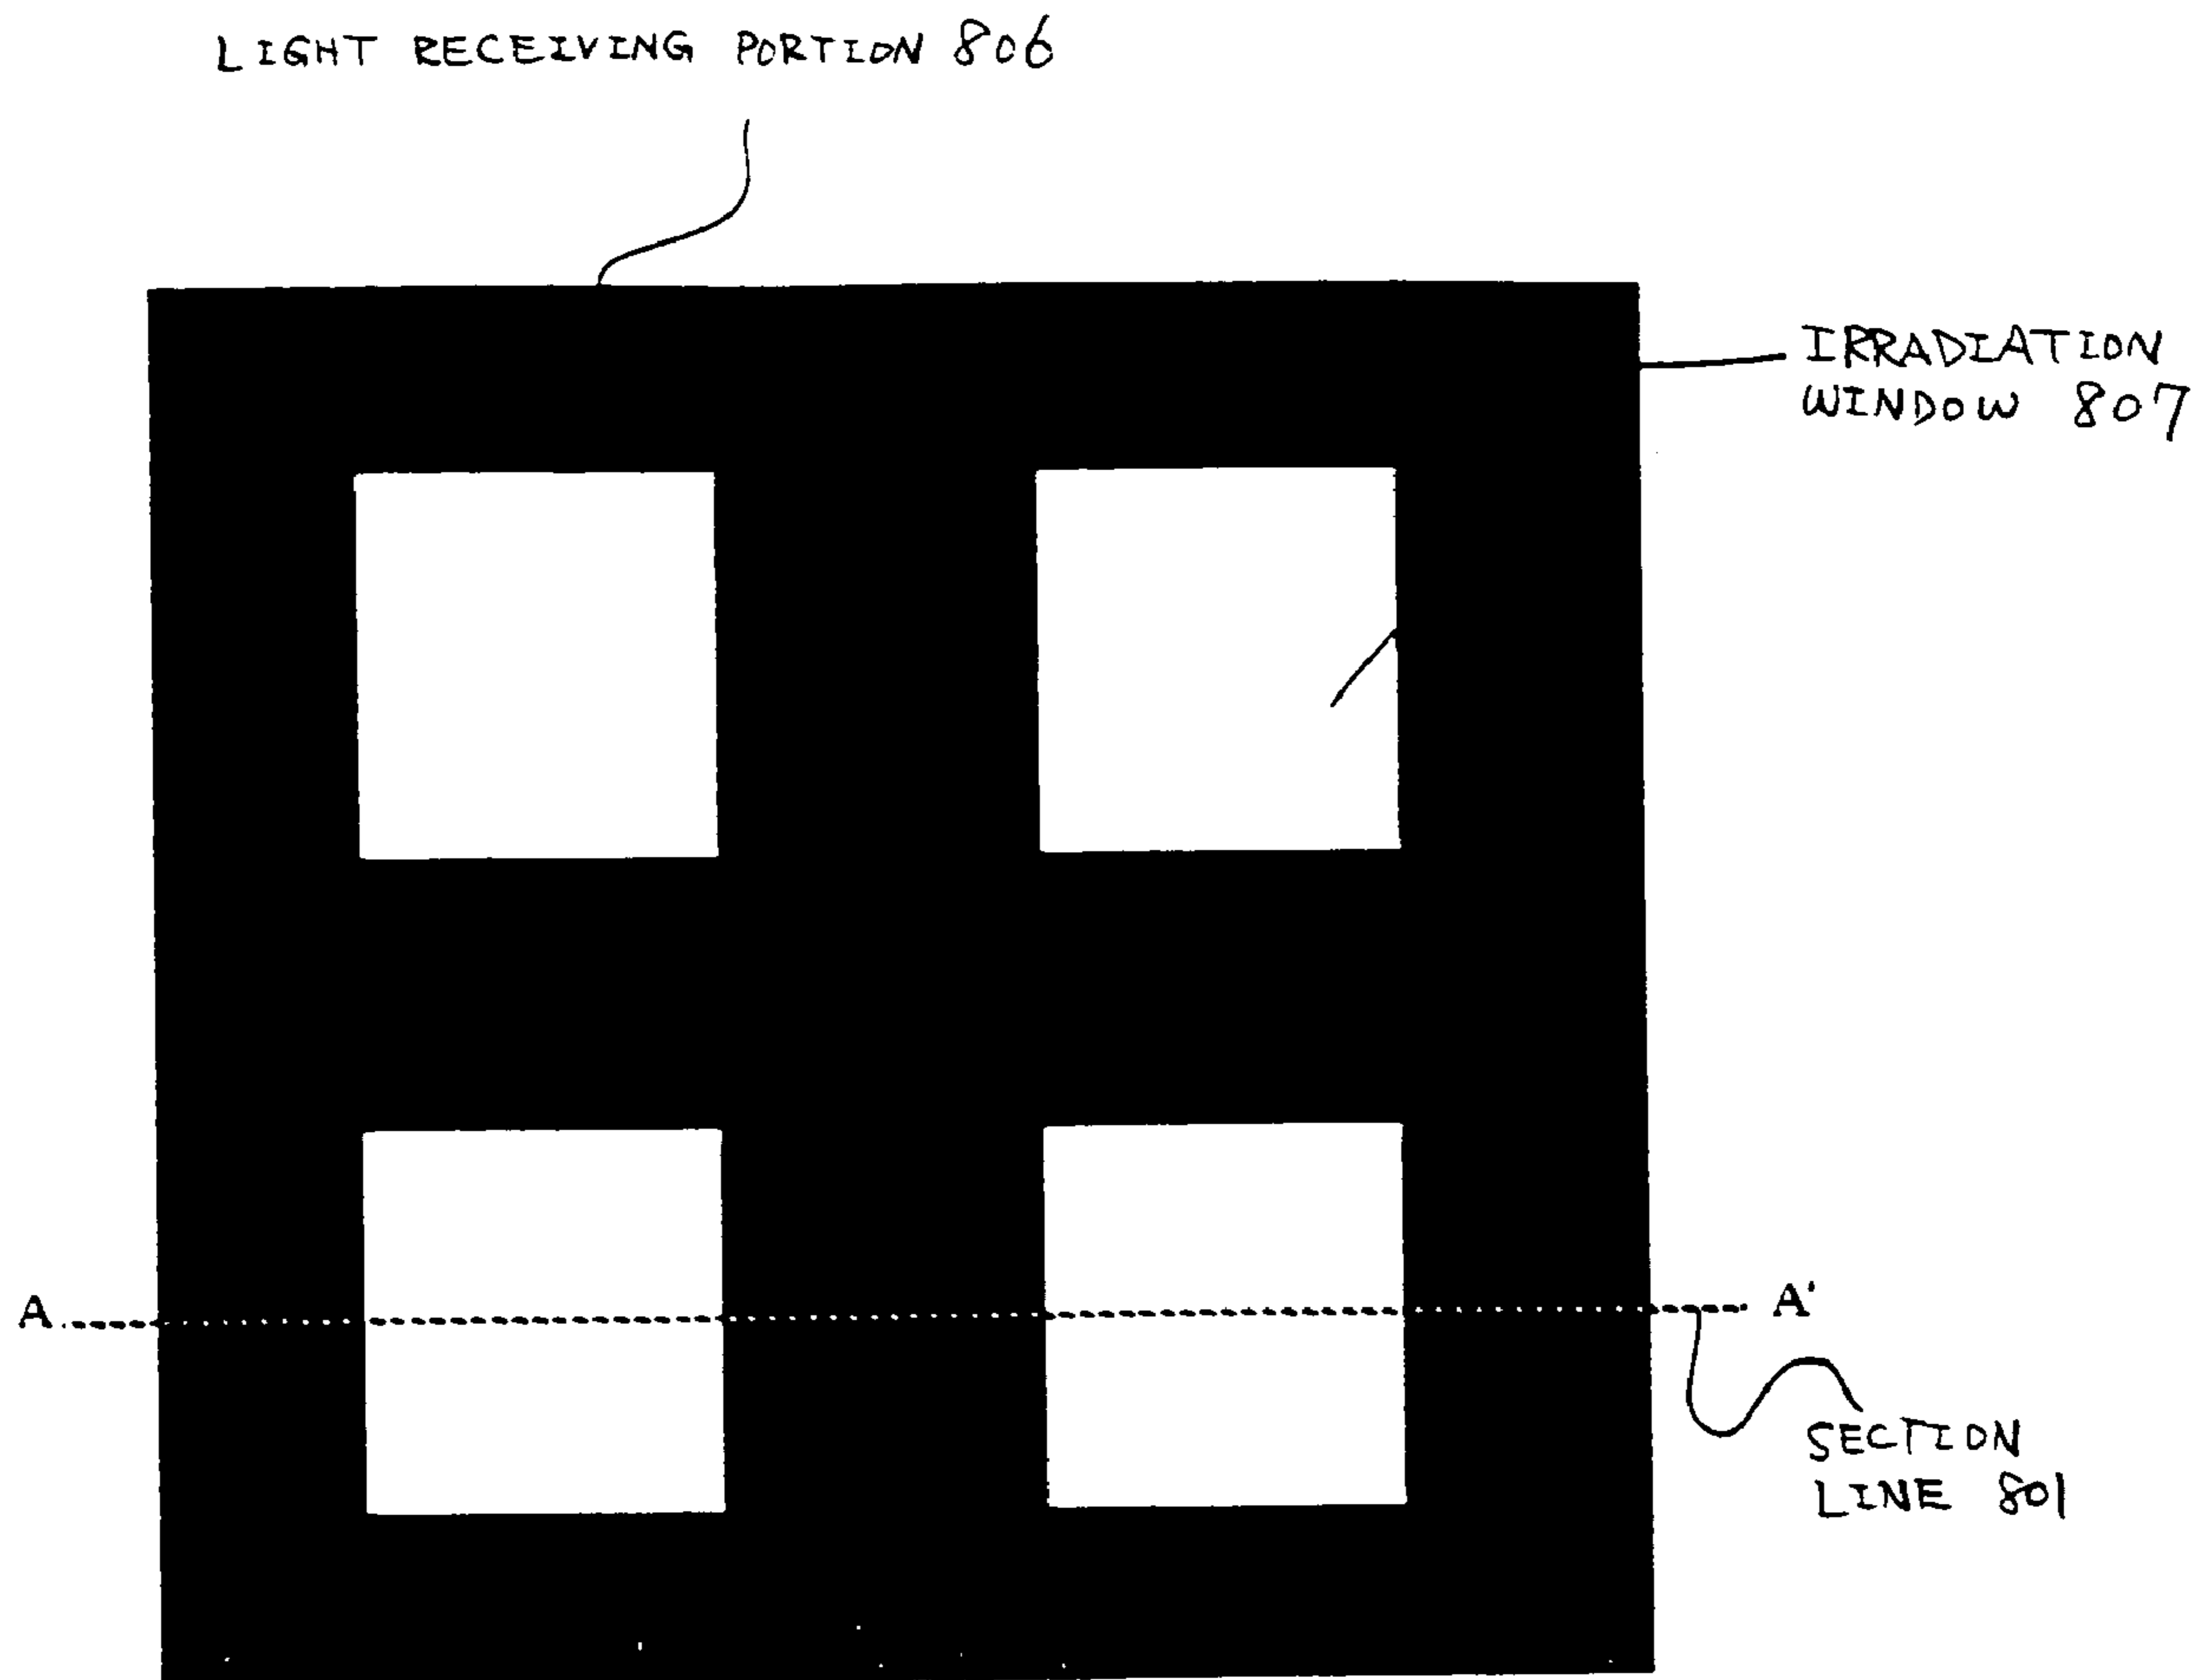 LIGHT RECEIVING PORTION 806
IRRADIATION
WINDOW 807
A
A'
SECTION
LINE 801